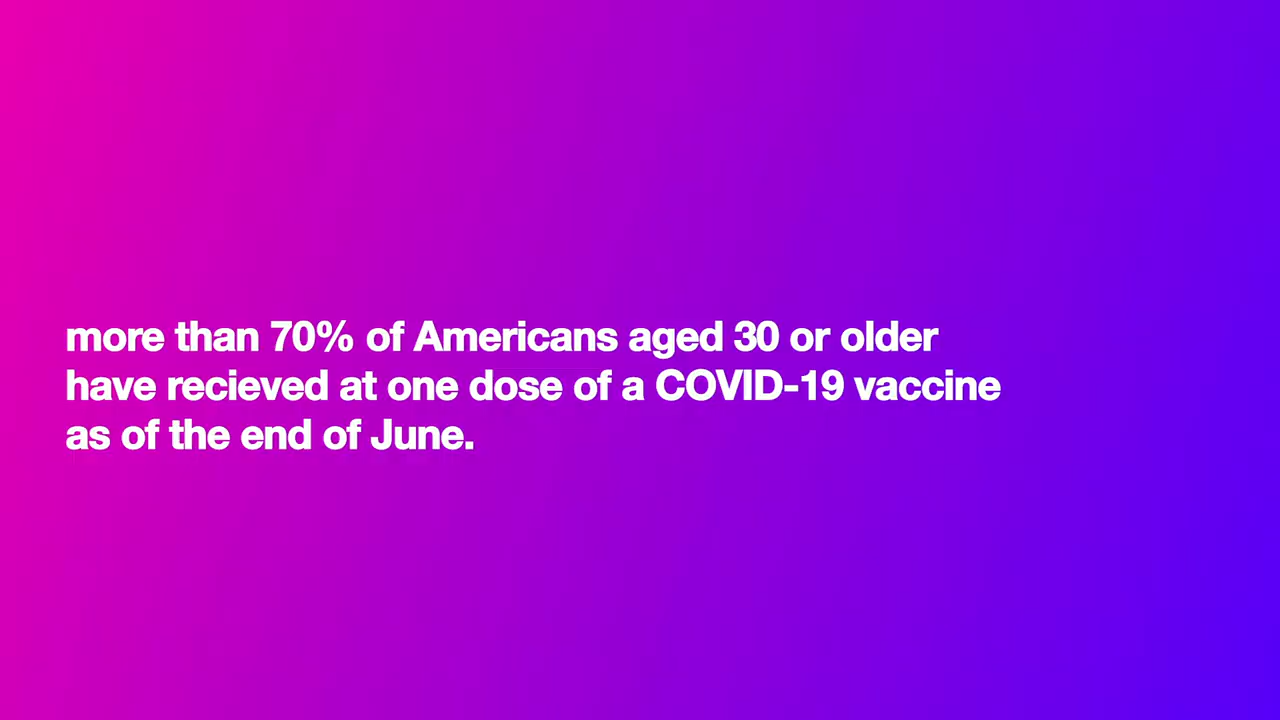 more than 70% of Americans aged 30 or older
have recieved at one dose of a COVID-19 vaccine
as of the end of June.